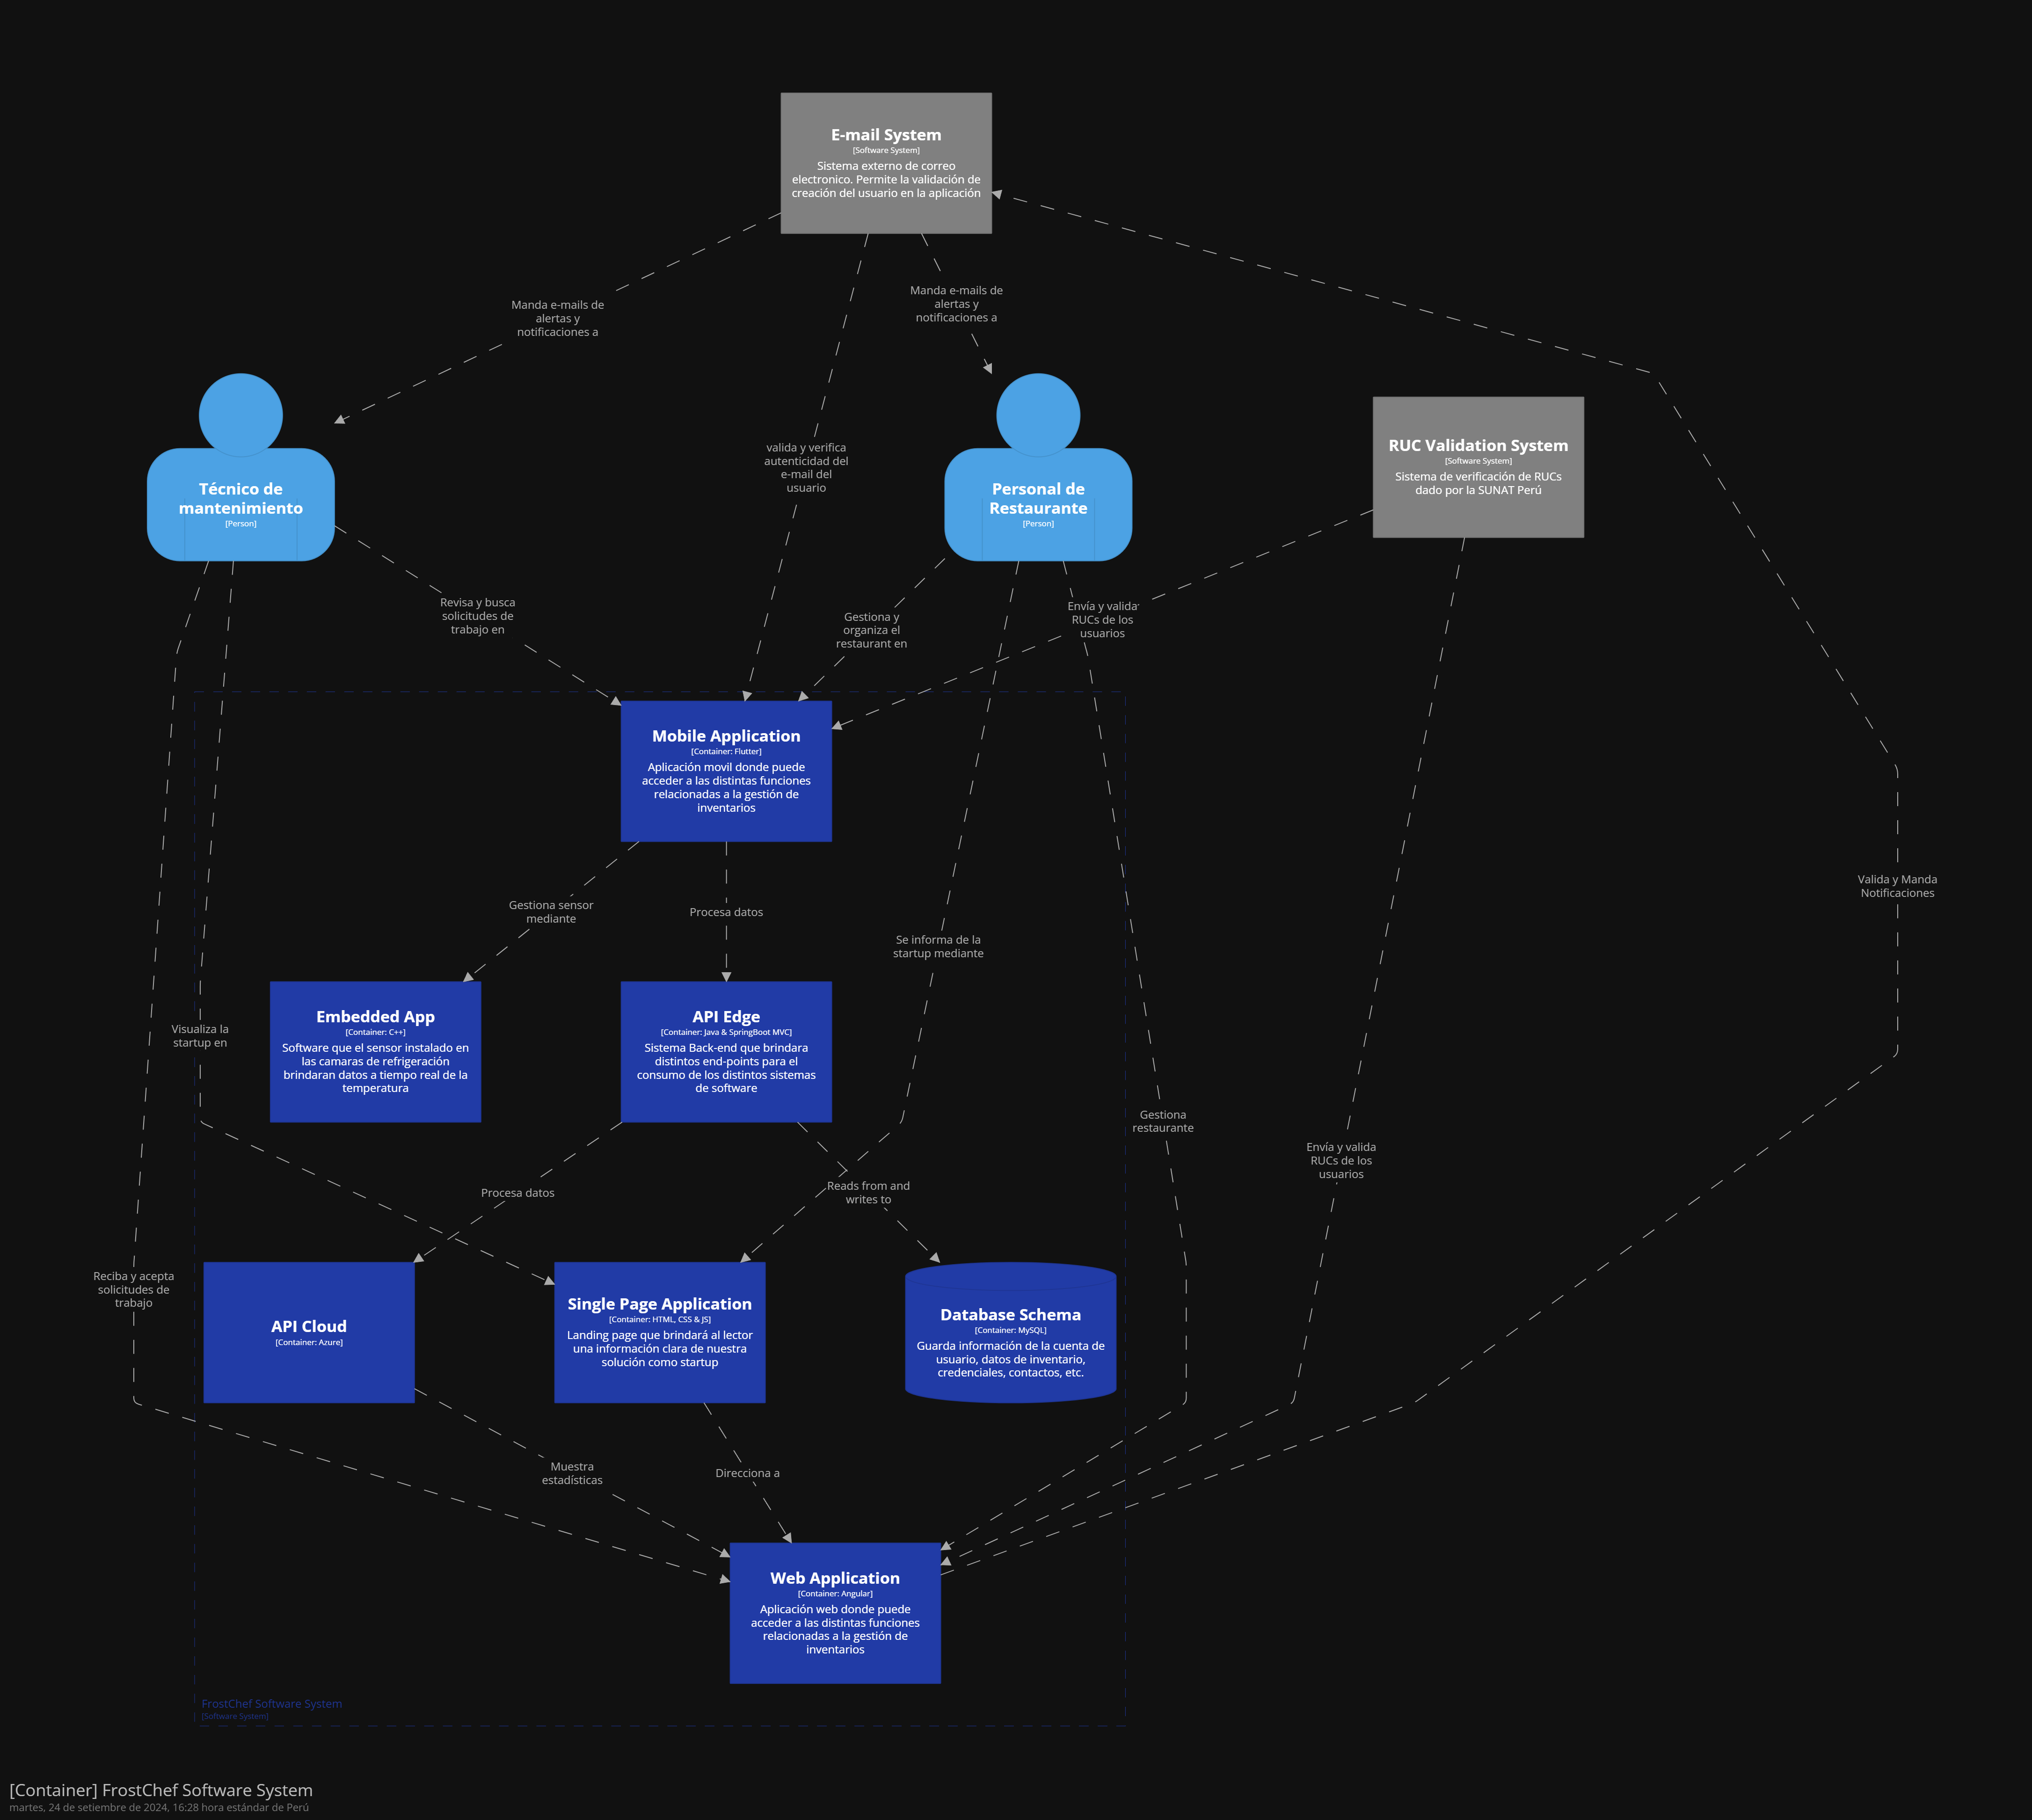 E-mail System
[Software System]
Sistema externo de correo
electronico. Permite la validación de
creación del usuario en la aplicación
Manda e-mails de
alertas y
notificaciones a
Manda e-mails de
alertas y
notificaciones a
valida y verifica
autenticidad del
e-mail del
usuario
Técnico de
mantenimiento
[Person]
Personal de
Restaurante
[Person]
RUC Validation System
[Software System]
Sistema de verificación de RUCs
dado por la SUNAT Perú
Revisa y busca
solicitudes de
trabajo en
Gestiona y
organiza el
restaurant en
Envía y valida
RUCs de los
usuarios
Mobile Application
[Container: Flutter]
Aplicación movil donde puede
acceder a las distintas funciones
relacionadas a la gestión de
inventarios
Valida y Manda
Notificaciones
Gestiona sensor
mediante
Procesa datos
Se informa de la
startup mediante
Visualiza la
startup en
Embedded App
[Container: C++]
Software que el sensor instalado en
las camaras de refrigeración
brindaran datos a tiempo real de la
temperatura
API Edge
[Container: Java & SpringBoot MVC]
Sistema Back-end que brindara
distintos end-points para el
consumo de los distintos sistemas
de software
Gestiona
restaurante
Envía y valida
RUCs de los
usuarios
Procesa datos
Reads from and
writes to
Reciba y acepta
solicitudes de
trabajo
API Cloud
[Container: Azure]
Single Page Application
[Container: HTML, CSS & JS]
Landing page que brindará al lector
una información clara de nuestra
solución como startup
Database Schema
[Container: MySQL]
Guarda información de la cuenta de
usuario, datos de inventario,
credenciales, contactos, etc.
Muestra
estadísticas
Direcciona a
Web Application
[Container: Angular]
Aplicación web donde puede
acceder a las distintas funciones
relacionadas a la gestión de
inventarios
FrostChef Software System
[Software System]
[Container] FrostChef Software System
martes, 24 de setiembre de 2024, 16:28 hora estándar de Perú